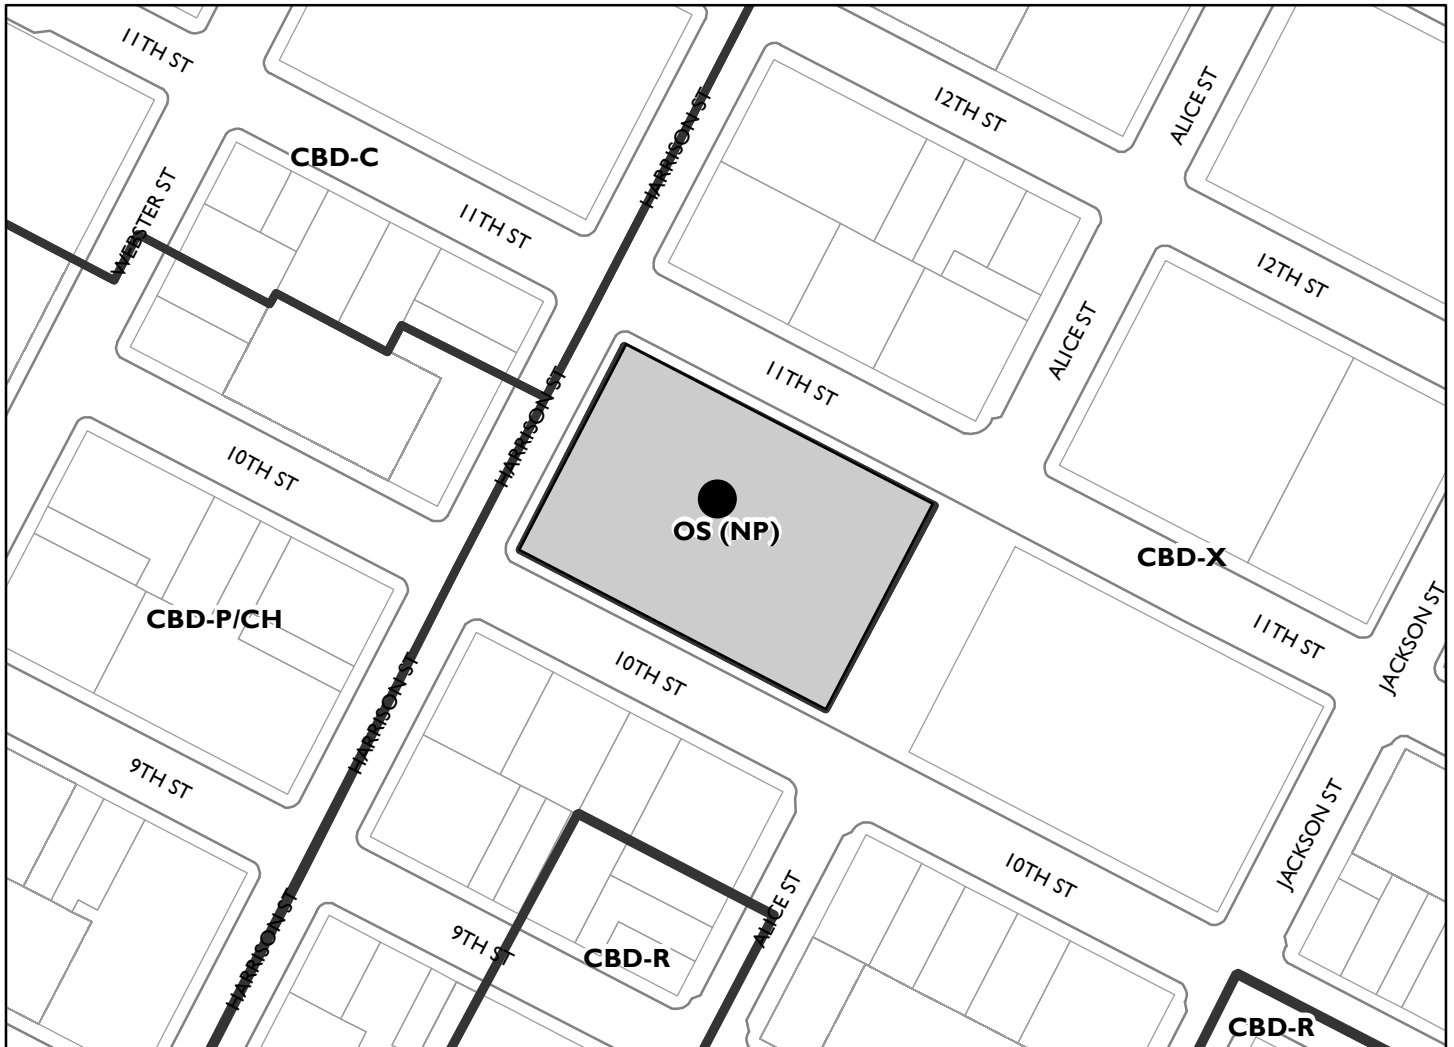 11TH ST
12TH ST
ALICE ST
HARRISON ST
CBD-C
WEBSTER ST
11TH ST
12TH ST
ALICE ST
11TH ST
HARRISON ST
10TH ST
OS (NP)
CBD-X
CBD-P/CH
11TH ST
JACKSON ST
10TH ST
HARRISON ST
9TH ST
JACKSON ST
10TH ST
ALICE ST
HARRISON ST
9TH ST
CBD-R
CBD-R